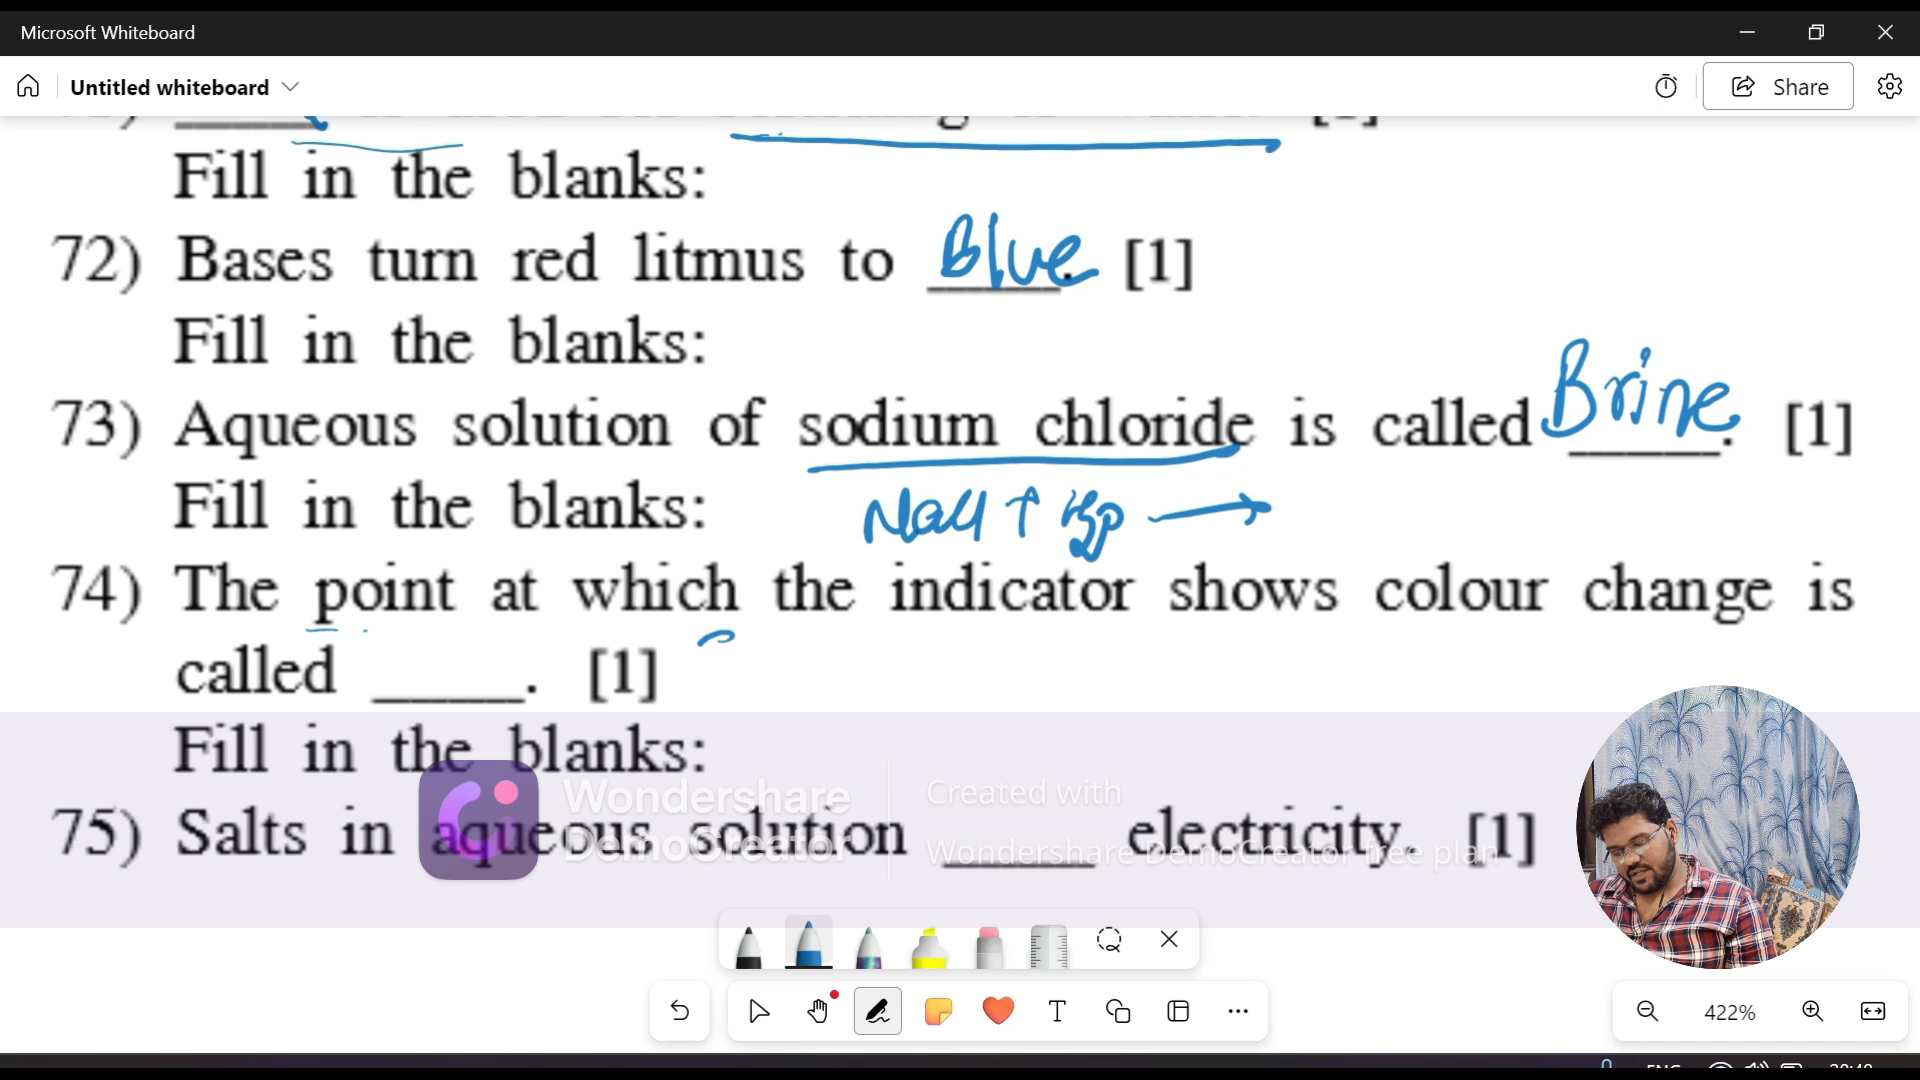 Microsoft Whiteboard
Untitled whiteboard
Share
Fill in the blanks:
72) Bases turn red litmus to Blue. [1]
Fill in the blanks:
73) Aqueous solution of sodium chloride is called Brine. [1]
Fill in the blanks:
74) The point at which the indicator shows colour change is
called ______. [1]
Fill in the blanks:
75) Salts in aqueous solution ______ electricity. [1]
Wondershare
DemoCreator
Created with
Wondershare DemoCreator free plan
422%